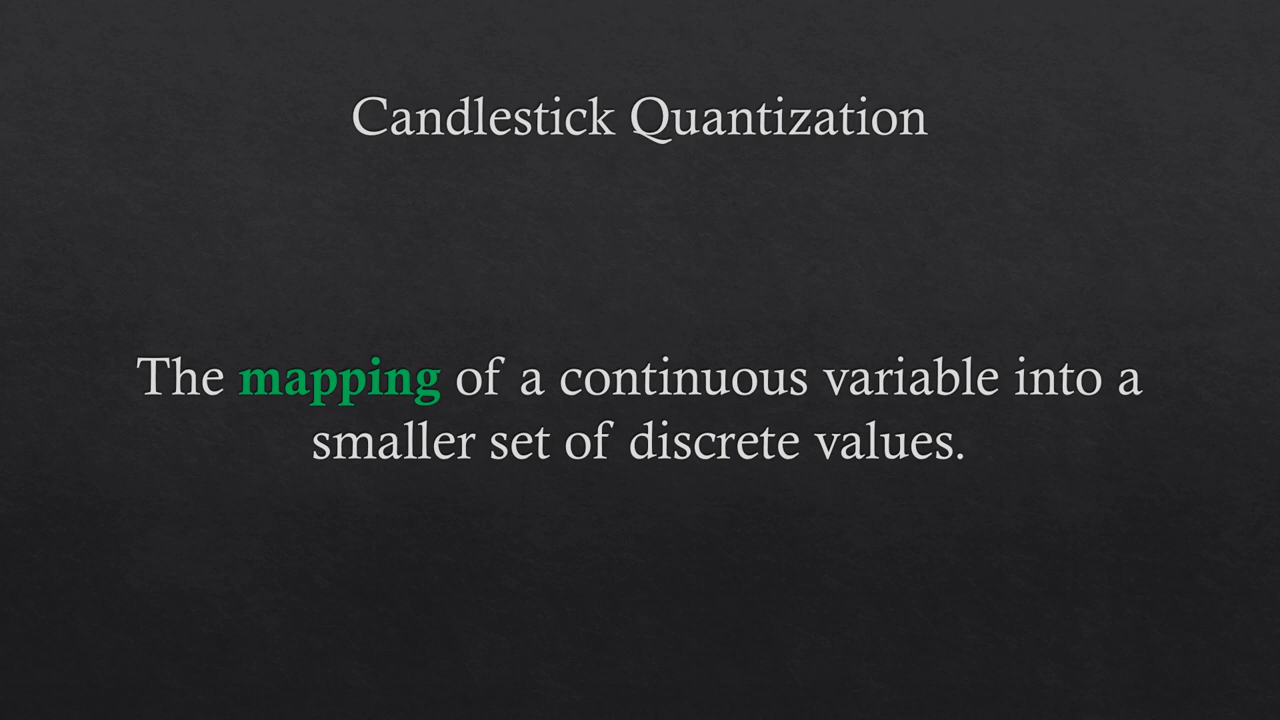 Candlestick Quantization
The mapping of a continuous variable into a
smaller set of discrete values.